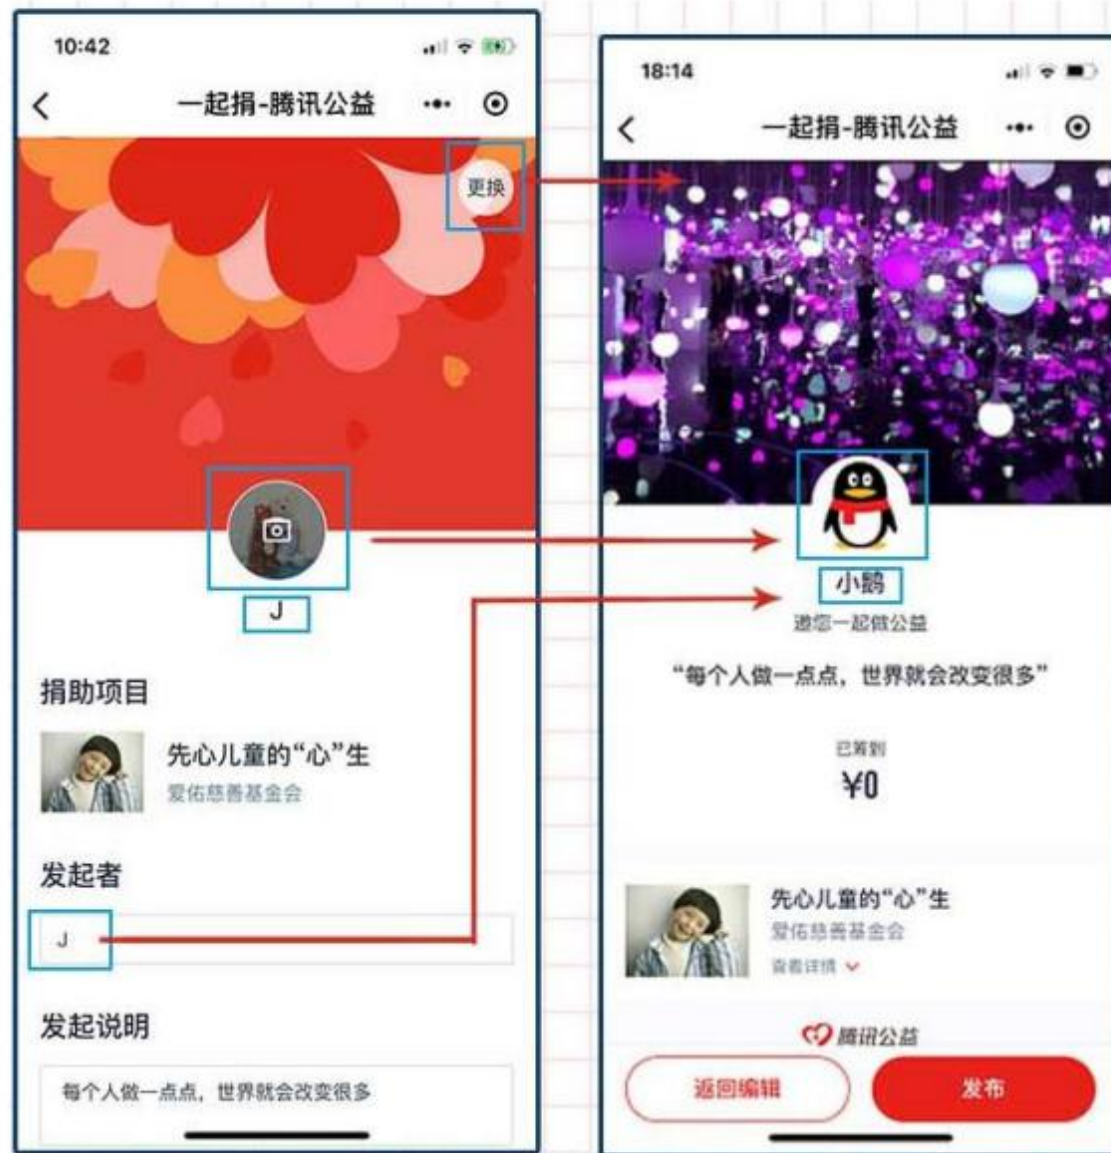 10:42
一起捐-腾讯公益
更换
J
捐助项目
先心儿童的“心”生
爱佑慈善基金会
发起者
J
发起说明
每个人做一点点，世界就会改变很多
18:14
一起捐-腾讯公益
小鹅
邀您一起做公益
“每个人做一点点，世界就会改变很多”
已筹到
¥0
先心儿童的“心”生
爱佑慈善基金会
查看详情
腾讯公益
返回编辑
发布